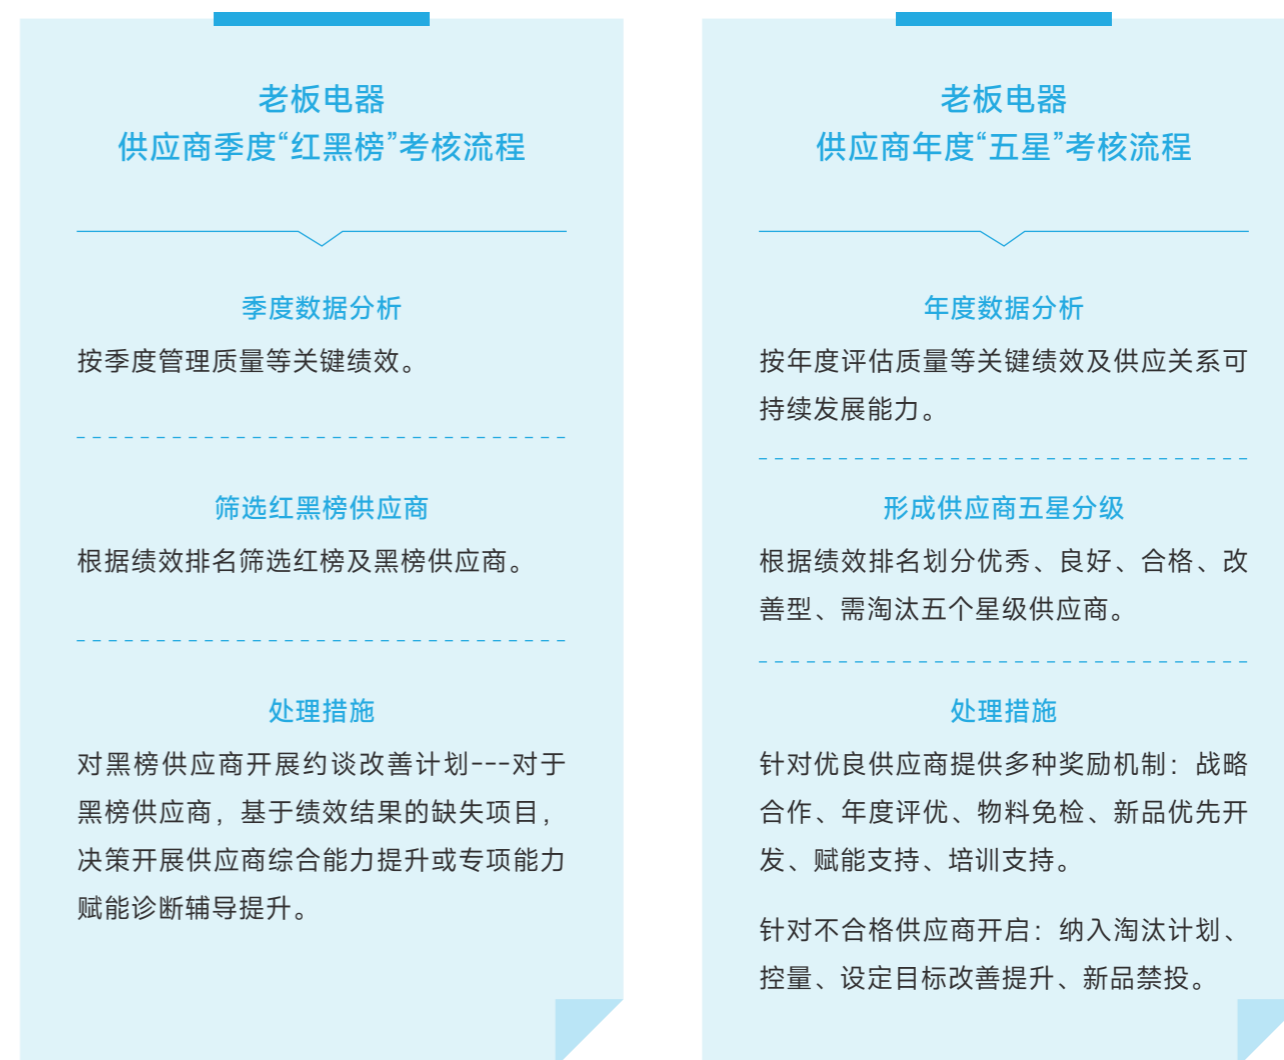 老板电器
供应商季度“红黑榜”考核流程
季度数据分析
按季度管理质量等关键绩效。
筛选红黑榜供应商
根据绩效排名筛选红榜及黑榜供应商。
处理措施
对黑榜供应商开展约谈改善计划---对于
黑榜供应商，基于绩效结果的缺失项目，
决策开展供应商综合能力提升或专项能力
赋能诊断辅导提升。
老板电器
供应商年度“五星”考核流程
年度数据分析
按年度评估质量等关键绩效及供应关系可
持续发展能力。
形成供应商五星分级
根据绩效排名划分优秀、良好、合格、改
善型、需淘汰五个星级供应商。
处理措施
针对优良供应商提供多种奖励机制：战略
合作、年度评优、物料免检、新品优先开
发、赋能支持、培训支持。
针对不合格供应商开启：纳入淘汰计划、
控量、设定目标改善提升、新品禁投。